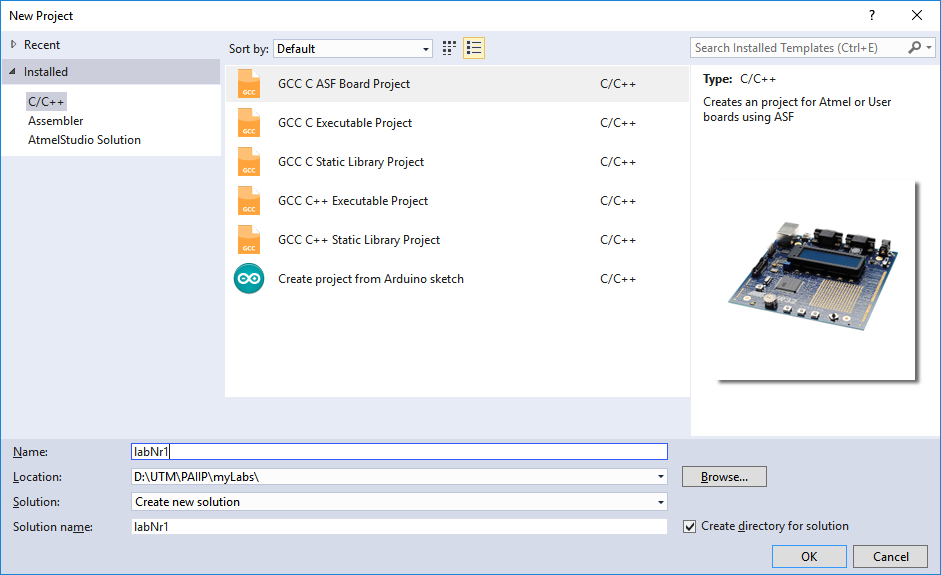 New Project
?
Recent
Installed
C/C++
Assembler
AtmelStudio Solution
Sort by: Default
GCC
GCC C ASF Board Project C/C++
GCC
GCC C Executable Project C/C++
GCC
GCC C Static Library Project C/C++
GCC
GCC C++ Executable Project C/C++
GCC
GCC C++ Static Library Project C/C++
Create project from Arduino sketch C/C++
Search Installed Templates (Ctrl+E)
Type: C/C++
Creates an project for Atmel or User
boards using ASF
Name: labNr1
Location: D:\UTM\PAIIP\myLabs\
Browse...
Solution: Create new solution
Solution name: labNr1
Create directory for solution
OK Cancel